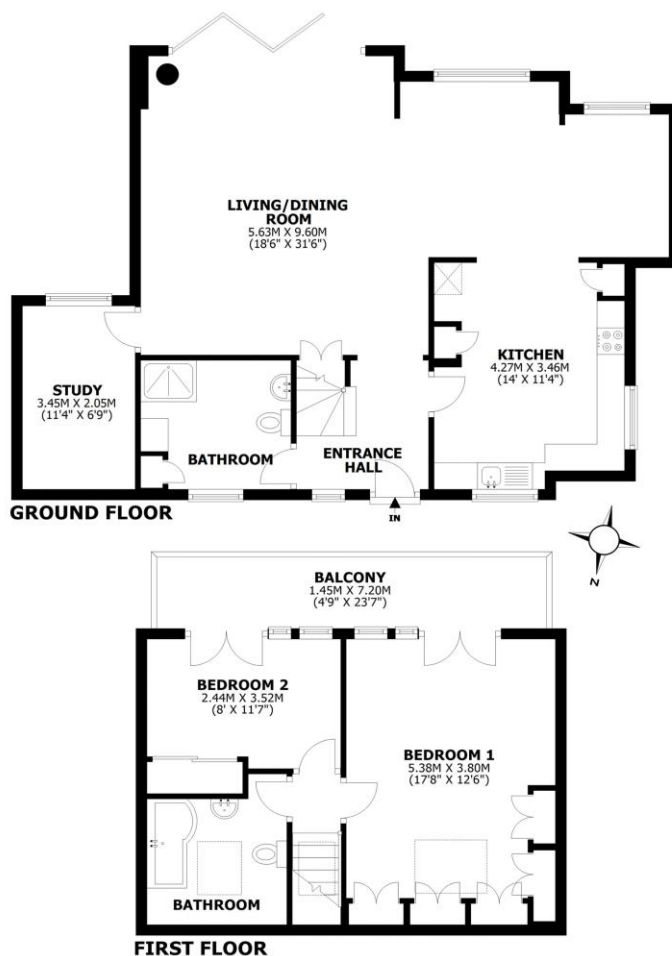 LIVING/DINING
ROOM
5.63M X 9.60M
(18'6" X 31'6")
STUDY
3.45M X 2.05M
(11'4" X 6'9")
KITCHEN
4.27M X 3.46M
(14' X 11'4")
BATHROOM
ENTRANCE
HALL
IN
GROUND FLOOR
N
BALCONY
1.45M X 7.20M
(4'9" X 23'7")
BEDROOM 2
2.44M X 3.52M
(8' X 11'7")
BEDROOM 1
5.38M X 3.80M
(17'8" X 12'6")
BATHROOM
FIRST FLOOR